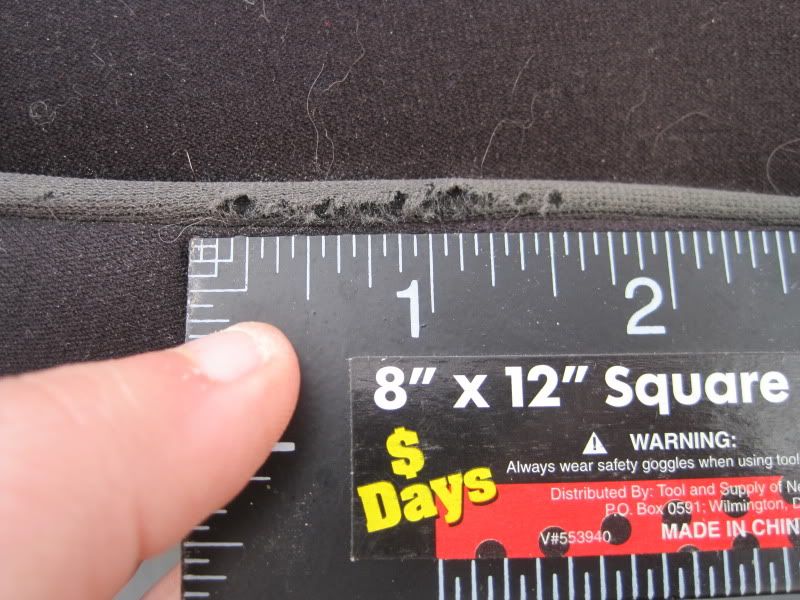 1 2
8” x 12” Square
$
Days
WARNING:
Always wear safety goggles when using
Distributed By: Tool and Supply of
P.O. Box 0591; Wilmington,
V#553940
MADE IN